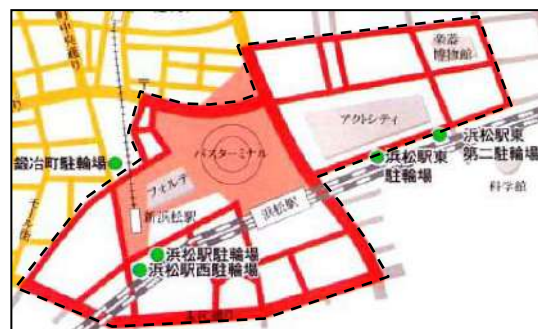 楽器
博物館
アクトシティ
浜松駅東
第二駐輪場
浜松駅東
駐輪場
科学館
バスターミナル
鍛冶町駐輪場
フォルテ
新浜松駅
浜松駅
浜松駅駐輪場
浜松駅西駐輪場